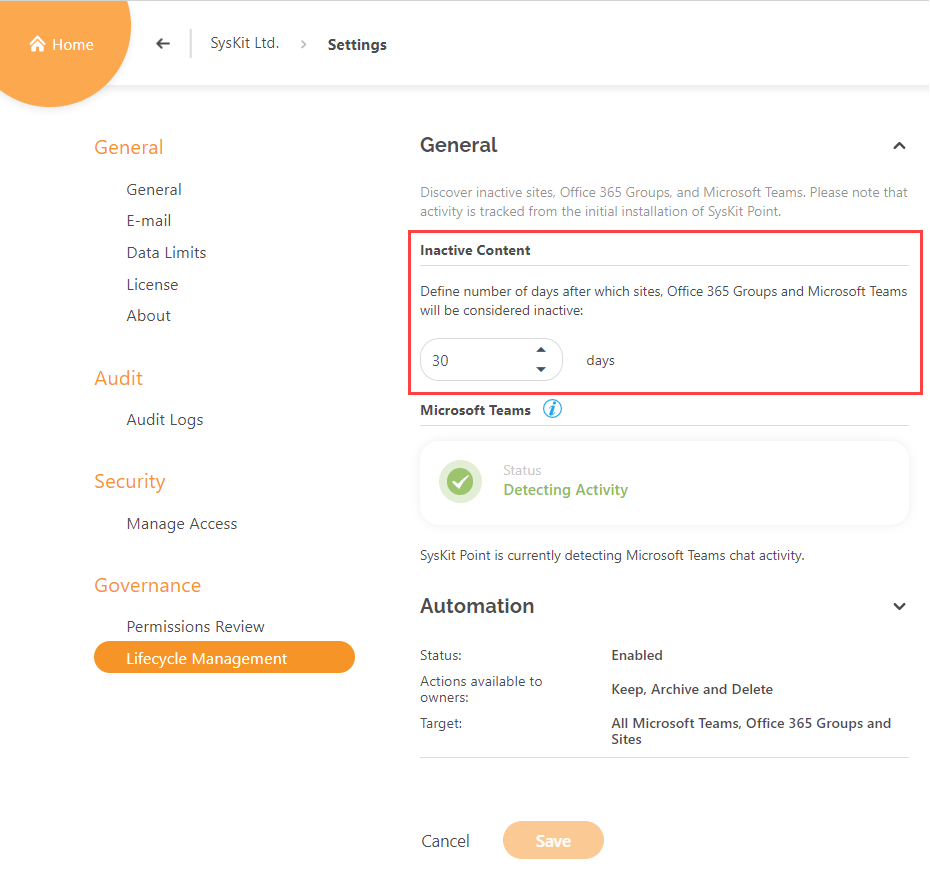 Home
SysKit Ltd.
Settings
General
General
E-mail
Data Limits
License
About
Audit
Audit Logs
Security
Manage Access
Governance
Permissions Review
Lifecycle Management
General
Discover inactive sites, Office 365 Groups, and Microsoft Teams. Please note that
activity is tracked from the initial installation of SysKit Point.
Inactive Content
Define number of days after which sites, Office 365 Groups and Microsoft Teams
will be considered inactive:
30 days
Microsoft Teams i
Status
Detecting Activity
SysKit Point is currently detecting Microsoft Teams chat activity.
Automation
Status: Enabled
Actions available to
owners:
Keep, Archive and Delete
Target: All Microsoft Teams, Office 365 Groups and
Sites
Cancel Save